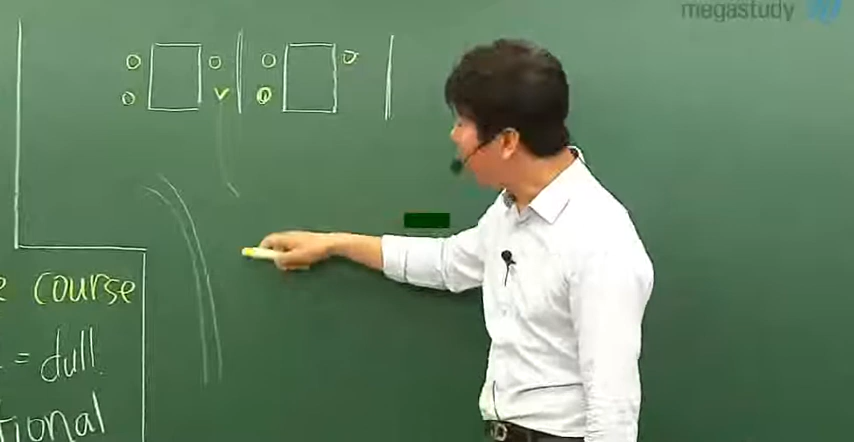 megastudy
course
= dull
tional